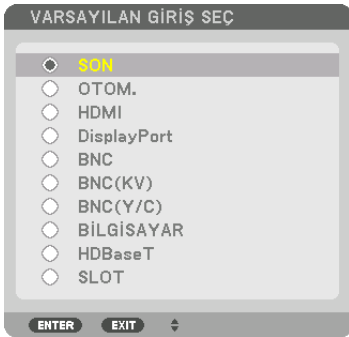 VARSAYILAN GİRİŞ SEÇ
SON
OTOM.
HDMI
DisplayPort
BNC
BNC(KV)
BNC(Y/C)
BİLGİSAYAR
HDBaseT
SLOT
ENTER EXIT